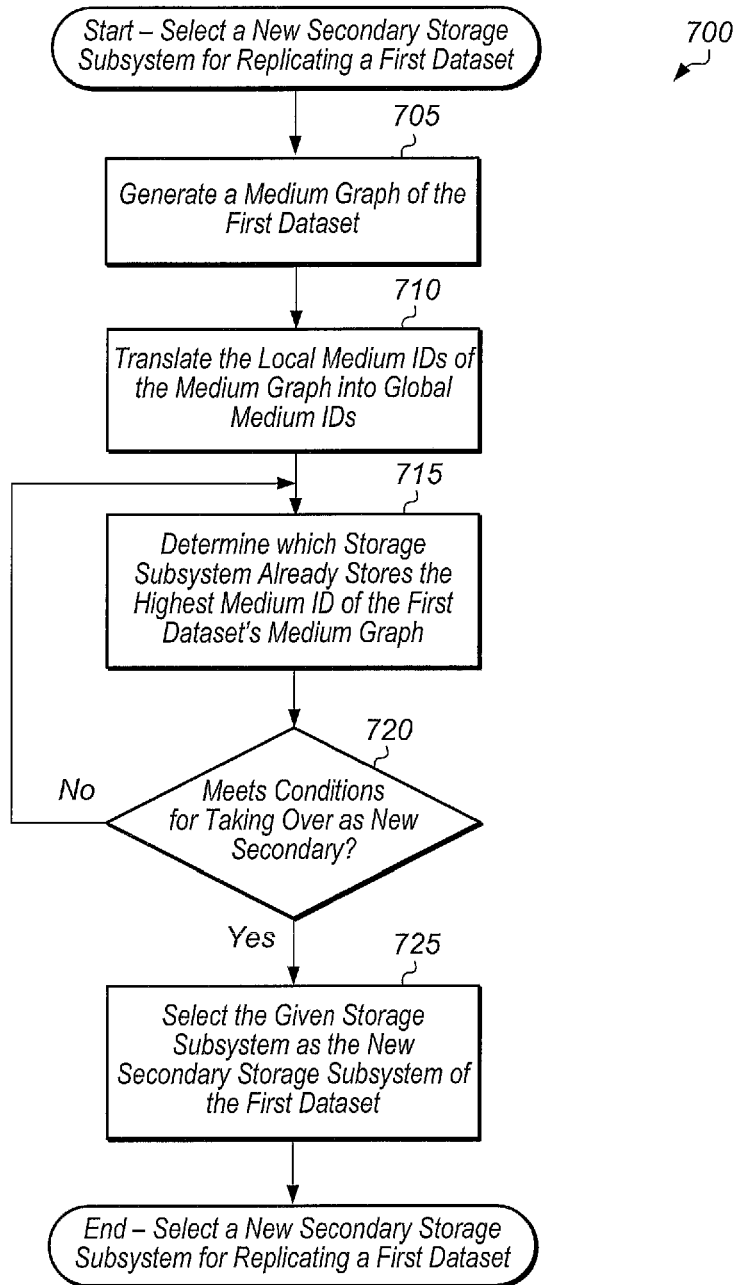 Start – Select a New Secondary Storage
Subsystem for Replicating a First Dataset
700
705
Generate a Medium Graph of the
First Dataset
710
Translate the Local Medium IDs of
the Medium Graph into Global
Medium IDs
715
Determine which Storage
Subsystem Already Stores the
Highest Medium ID of the First
Dataset's Medium Graph
720
No
Meets Conditions
for Taking Over as New
Secondary?
Yes
725
Select the Given Storage
Subsystem as the New
Secondary Storage Subsystem of
the First Dataset
End – Select a New Secondary Storage
Subsystem for Replicating a First Dataset